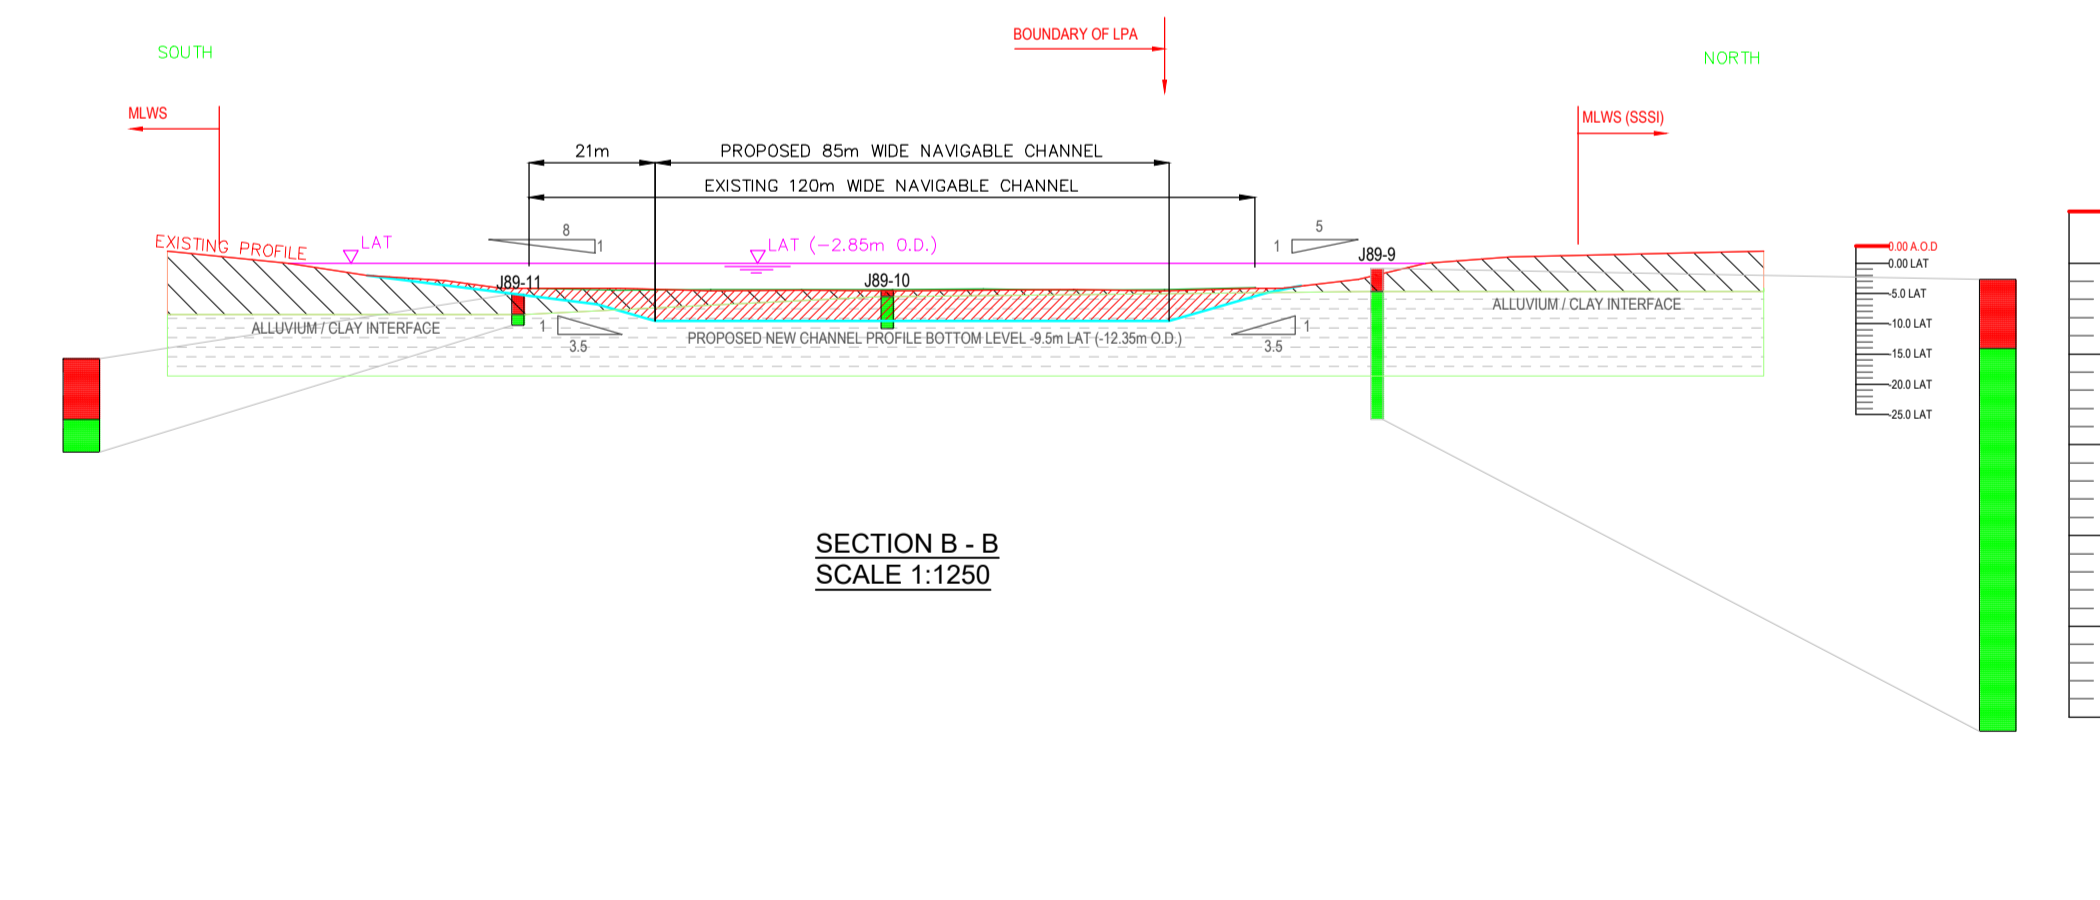 BOUNDARY OF LPA
SOUTH
NORTH
MLWS
MLWS (SSSI)
21m
PROPOSED 85m WIDE NAVIGABLE CHANNEL
EXISTING 120m WIDE NAVIGABLE CHANNEL
8
1
5
1
EXISTING PROFILE
LAT
LAT (-2.85m O.D.)
J89-9
J89-11
J89-10
0.00 A.O.D
0.00 LAT
-5.0 LAT
-10.0 LAT
-15.0 LAT
-20.0 LAT
-25.0 LAT
ALLUVIUM / CLAY INTERFACE
ALLUVIUM / CLAY INTERFACE
1
3.5
PROPOSED NEW CHANNEL PROFILE BOTTOM LEVEL -9.5m LAT (-12.35m O.D.)
1
3.5
SECTION B - B
SCALE 1:1250